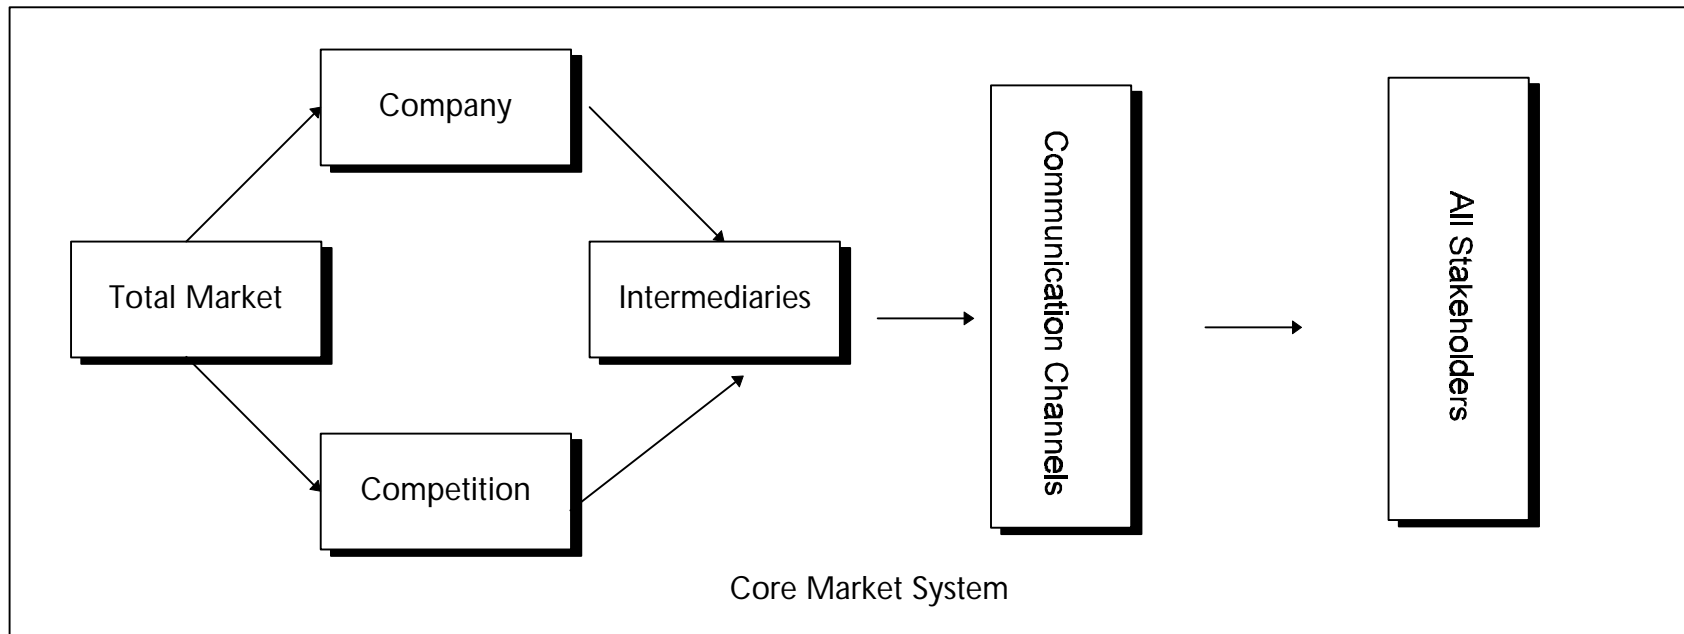 Company
Total Market
Intermediaries
Competition
Communication Channels
All Stakeholders
Core Market System